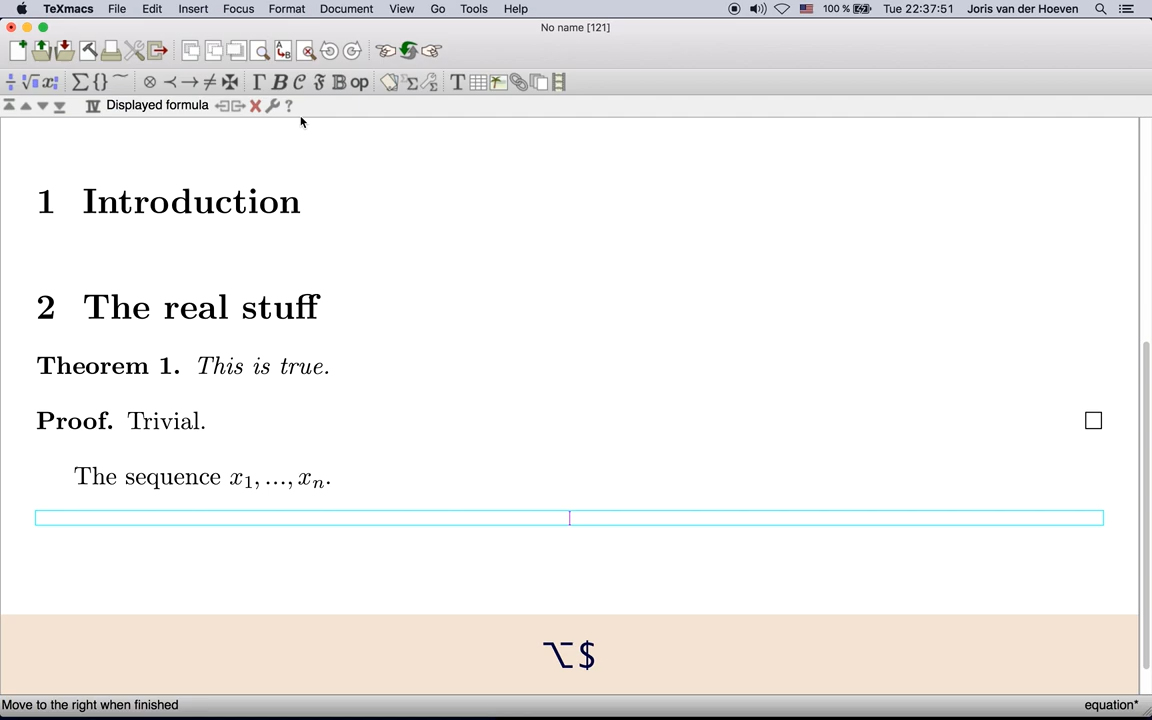 TeXmacs File Edit Insert Focus Format Document View Go Tools Help 100 % Tue 22:37:51 Joris van der Hoeven
No name [121]
Displayed formula
1 Introduction
2 The real stuff
Theorem 1. This is true.
Proof. Trivial. □
The sequence x₁, ..., xₙ.
⌥$
Move to the right when finished equation*